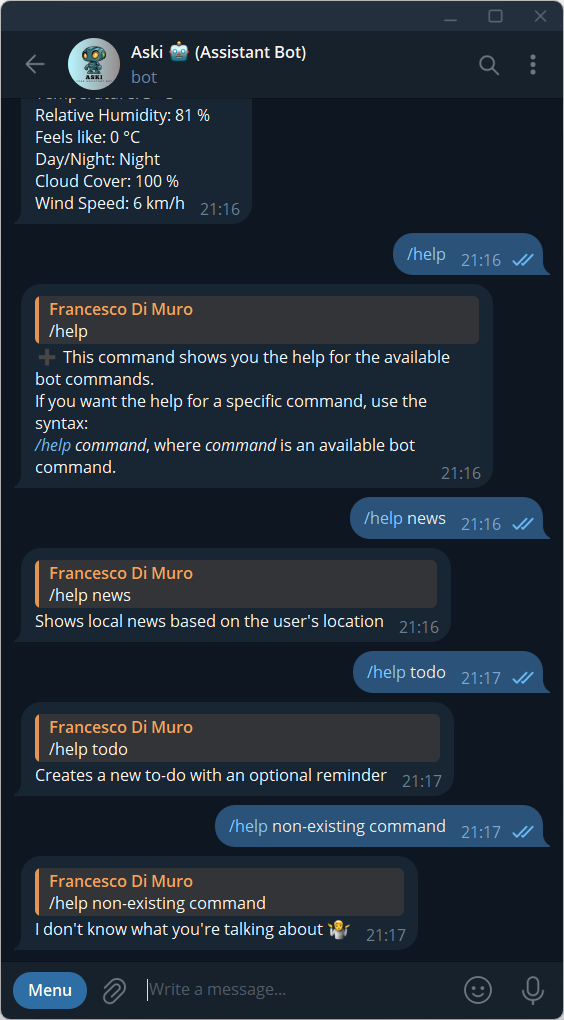 Aski 🤖 (Assistant Bot)
bot
ASKI
Relative Humidity: 81 %
Feels like: 0 °C
Day/Night: Night
Cloud Cover: 100 %
Wind Speed: 6 km/h 21:16
/help 21:16
Francesco Di Muro
/help
➕ This command shows you the help for the available
bot commands.
If you want the help for a specific command, use the
syntax:
/help command, where command is an available bot
command. 21:16
/help news 21:16
Francesco Di Muro
/help news
Shows local news based on the user's location 21:16
/help todo 21:17
Francesco Di Muro
/help todo
Creates a new to-do with an optional reminder 21:17
/help non-existing command 21:17
Francesco Di Muro
/help non-existing command
I don't know what you're talking about 🤷 21:17
Menu
Write a message...